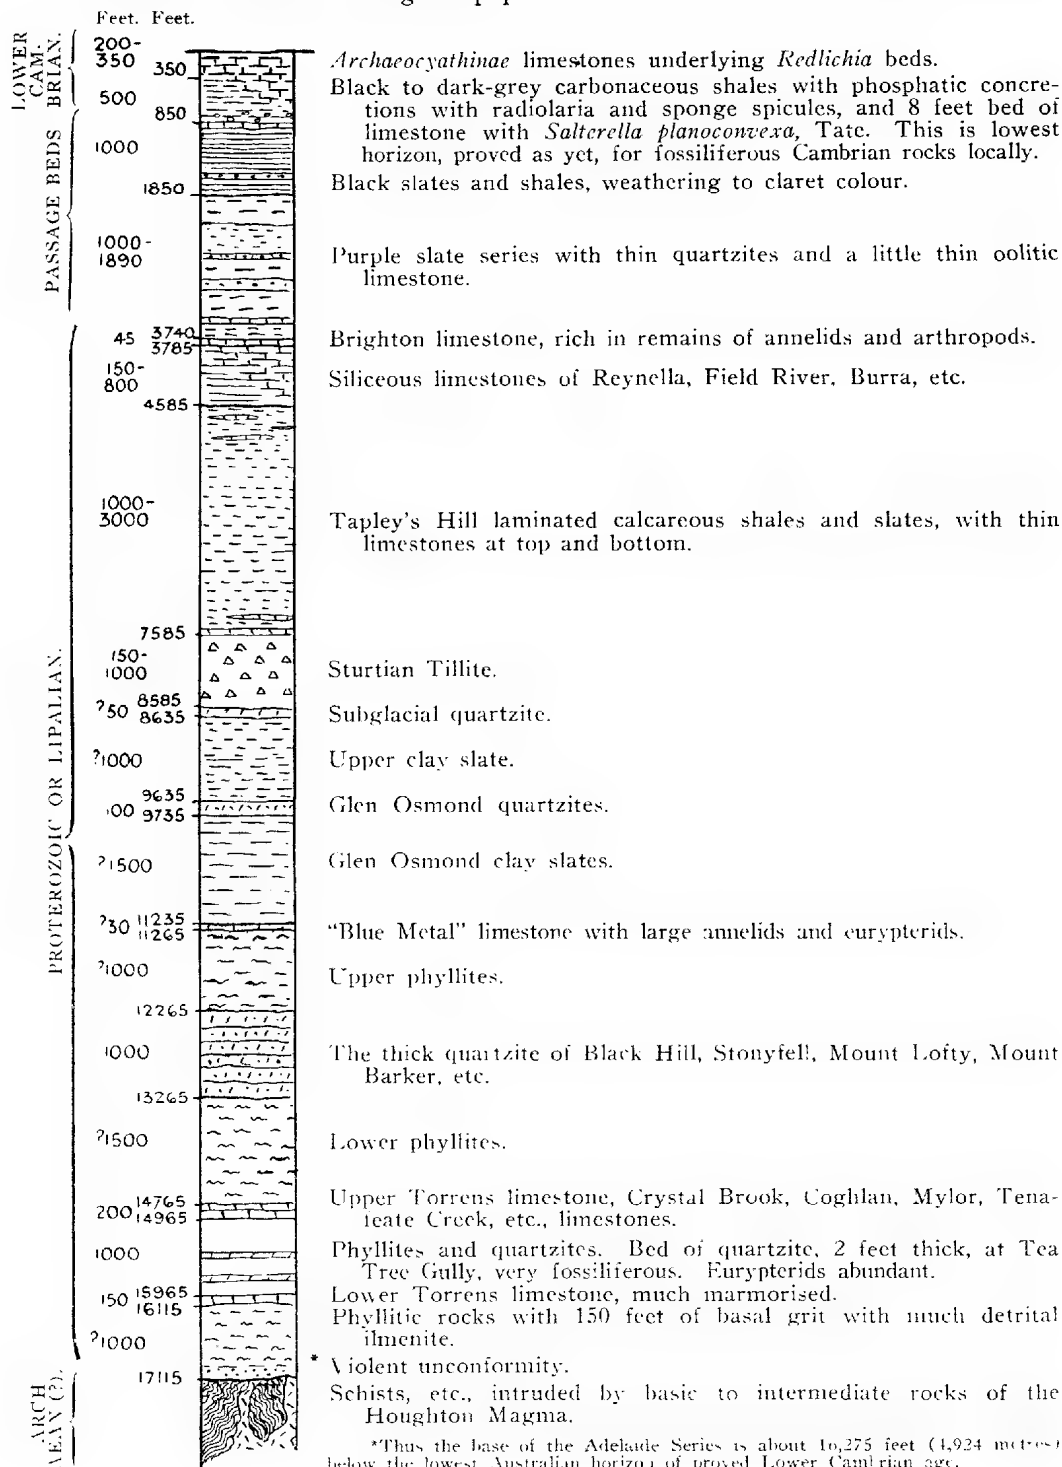 Feet. Feet.
LOWER CAM- BRIAN.
200-
350
350
Archaeocyathinae limestones underlying Redlichia beds.
500
Black to dark-grey carbonaceous shales with phosphatic concre-
tions with radiolaria and sponge spicules, and 8 feet bed of
limestone with Salterella planoconvexa, Tate. This is lowest
horizon, proved as yet, for fossiliferous Cambrian rocks locally.
850
PASSAGE BEDS
1000
1850
Black slates and shales, weathering to claret colour.
1000-
1890
Purple slate series with thin quartzites and a little thin oolitic
limestone.
45 3740
3785
Brighton limestone, rich in remains of annelids and arthropods.
150-
800
Siliceous limestones of Reynella, Field River, Burra, etc.
4585
1000-
3000
Tapley's Hill laminated calcareous shales and slates, with thin
limestones at top and bottom.
7585
PROTEROZOIC OR LIPALIAN.
150-
1000
Sturtian Tillite.
?50 8585
8635
Subglacial quartzite.
?1000
Upper clay slate.
9635
100 9735
Glen Osmond quartzites.
?1500
Glen Osmond clay slates.
?30 11235
11265
"Blue Metal" limestone with large annelids and eurypterids.
?1000
Upper phyllites.
12265
1000
The thick quartzite of Black Hill, Stonyfell, Mount Lofty, Mount
Barker, etc.
13265
?1500
Lower phyllites.
200 14765
14965
Upper Torrens limestone, Crystal Brook, Coghlan, Mylor, Tena-
teate Creek, etc., limestones.
1000
Phyllites and quartzites. Bed of quartzite, 2 feet thick, at Tea
Tree Gully, very fossiliferous. Eurypterids abundant.
150 15965
16115
Lower Torrens limestone, much marmorised.
?1000
Phyllitic rocks with 150 feet of basal grit with much detrital
ilmenite.
17115
* Violent unconformity.
ARCH EAN (?).
Schists, etc., intruded by basic to intermediate rocks of the
Houghton Magma.
*Thus the base of the Adelaide Series is about 16,275 feet (4,924 metres)
below the lowest Australian horizon of proved Lower Cambrian age.